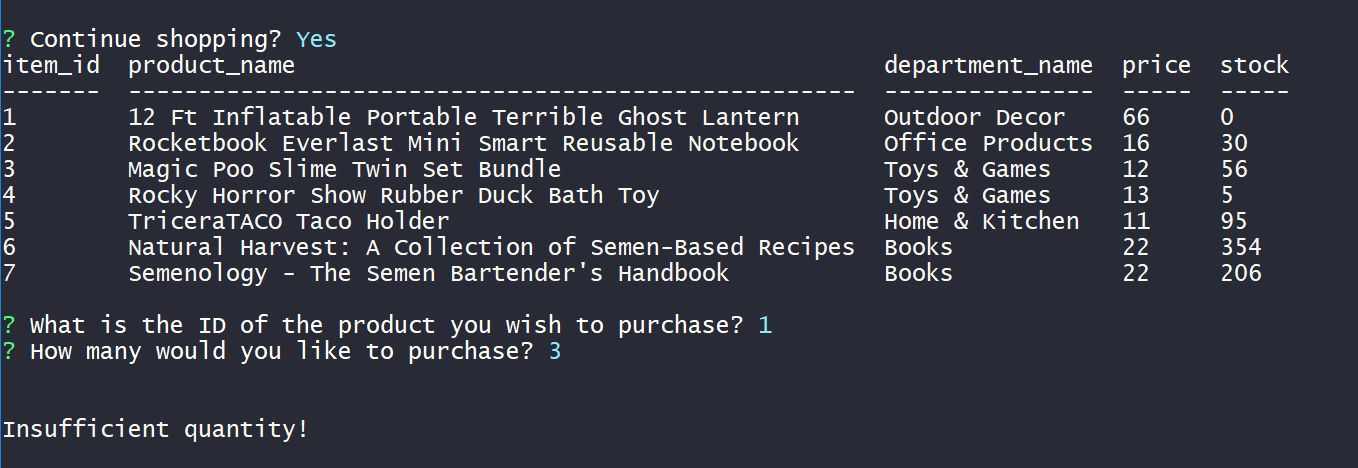 ? Continue shopping? Yes
item_id  product_name                                          department_name  price  stock
-------  ----------------------------------------------------  ---------------  -----  -----
1        12 Ft Inflatable Portable Terrible Ghost Lantern      Outdoor Decor    66     0
2        Rocketbook Everlast Mini Smart Reusable Notebook      Office Products  16     30
3        Magic Poo Slime Twin Set Bundle                       Toys & Games     12     56
4        Rocky Horror Show Rubber Duck Bath Toy                Toys & Games     13     5
5        TriceraTACO Taco Holder                               Home & Kitchen   11     95
6        Natural Harvest: A Collection of Semen-Based Recipes  Books            22     354
7        Semenology - The Semen Bartender's Handbook           Books            22     206
? What is the ID of the product you wish to purchase? 1
? How many would you like to purchase? 3
Insufficient quantity!